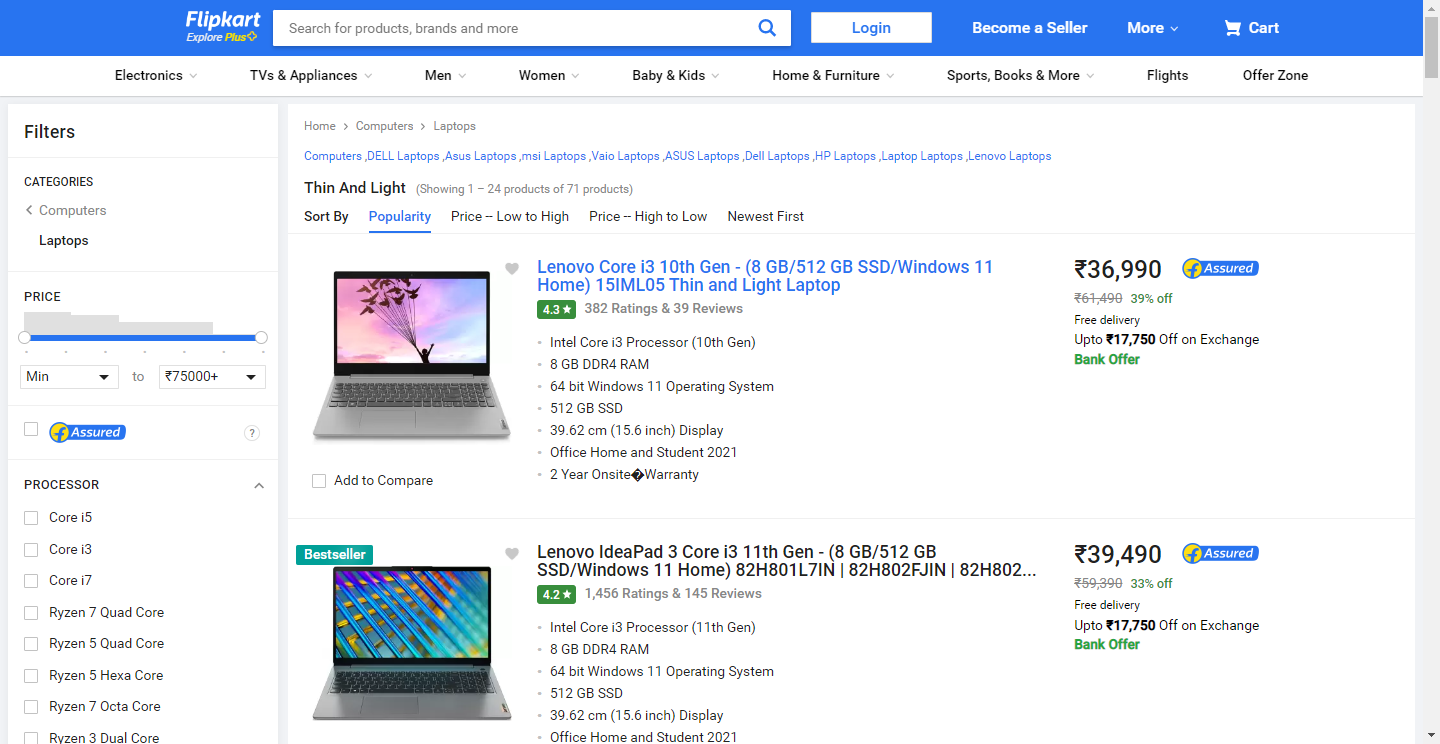 Flipkart
Explore Plus
Search for products, brands and more
Login
Become a Seller
More
Cart
Electronics
TVs & Appliances
Men
Women
Baby & Kids
Home & Furniture
Sports, Books & More
Flights
Offer Zone
Filters
CATEGORIES
Computers
Laptops
PRICE
Min
to
₹75000+
f Assured
?
PROCESSOR
Core i5
Core i3
Core i7
Ryzen 7 Quad Core
Ryzen 5 Quad Core
Ryzen 5 Hexa Core
Ryzen 7 Octa Core
Ryzen 3 Dual Core
Home > Computers > Laptops
Computers ,DELL Laptops ,Asus Laptops ,msi Laptops ,Vaio Laptops ,ASUS Laptops ,Dell Laptops ,HP Laptops ,Laptop Laptops ,Lenovo Laptops
Thin And Light (Showing 1 – 24 products of 71 products)
Sort By Popularity Price -- Low to High Price -- High to Low Newest First
Lenovo Core i3 10th Gen - (8 GB/512 GB SSD/Windows 11
Home) 15IML05 Thin and Light Laptop
4.3 ★ 382 Ratings & 39 Reviews
Intel Core i3 Processor (10th Gen)
8 GB DDR4 RAM
64 bit Windows 11 Operating System
512 GB SSD
39.62 cm (15.6 inch) Display
Office Home and Student 2021
2 Year Onsite�Warranty
Add to Compare
₹36,990
f Assured
₹61,490 39% off
Free delivery
Upto ₹17,750 Off on Exchange
Bank Offer
Bestseller
Lenovo IdeaPad 3 Core i3 11th Gen - (8 GB/512 GB
SSD/Windows 11 Home) 82H801L7IN | 82H802FJIN | 82H802...
4.2 ★ 1,456 Ratings & 145 Reviews
Intel Core i3 Processor (11th Gen)
8 GB DDR4 RAM
64 bit Windows 11 Operating System
512 GB SSD
39.62 cm (15.6 inch) Display
Office Home and Student 2021
₹39,490
f Assured
₹59,390 33% off
Free delivery
Upto ₹17,750 Off on Exchange
Bank Offer